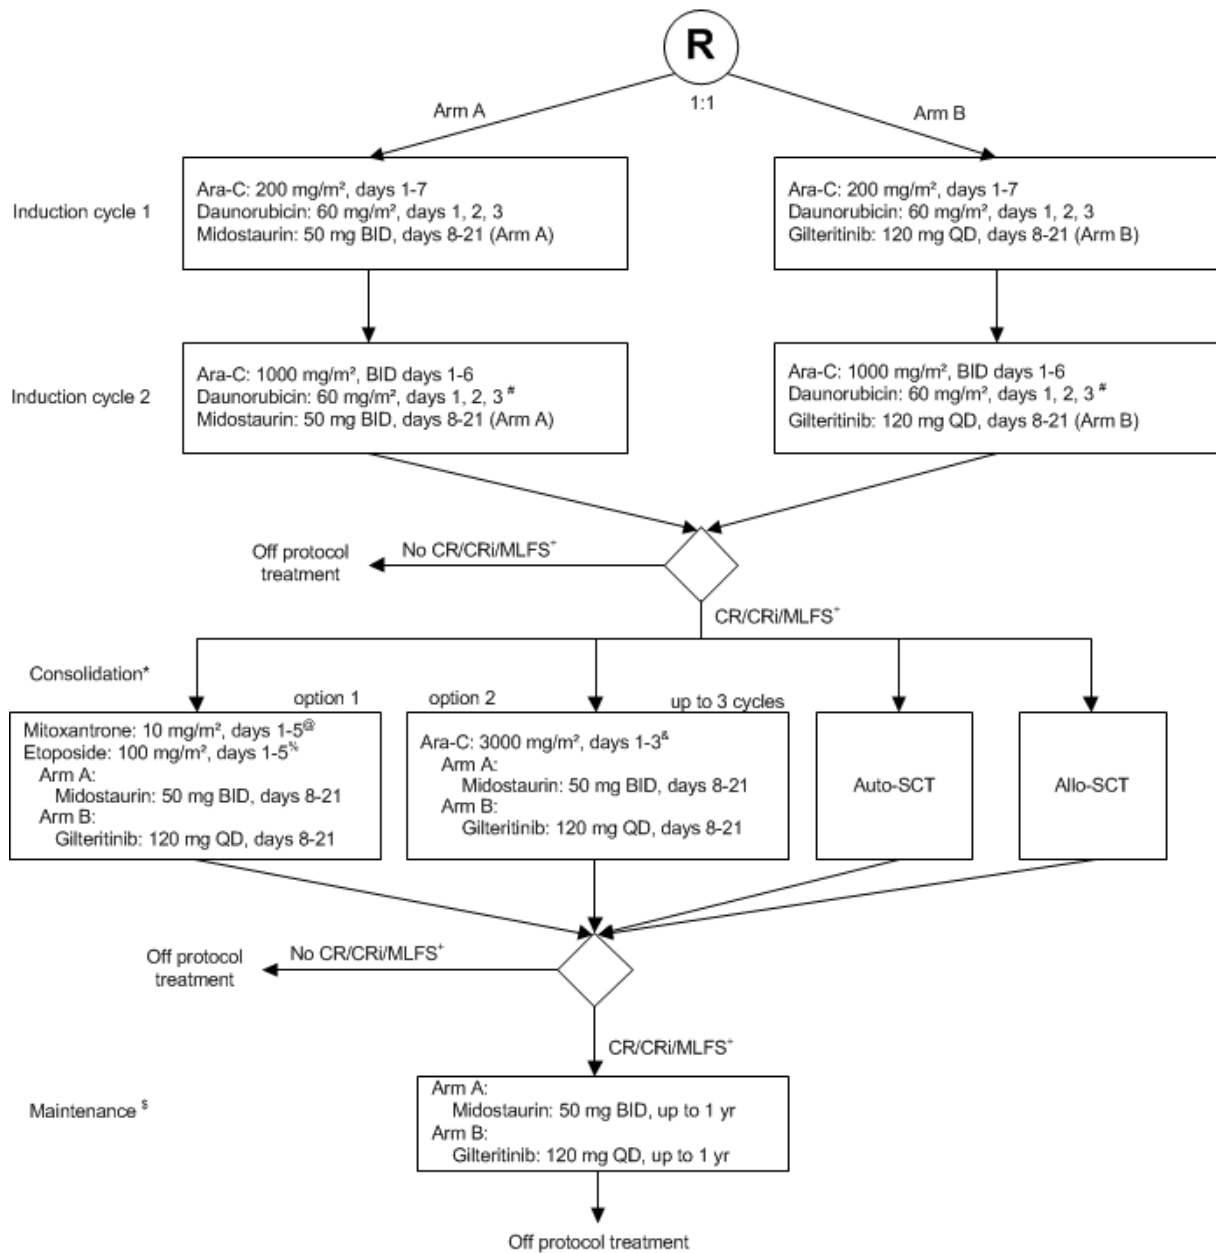 R
1:1
Arm A
Arm B
Induction cycle 1
Ara-C: 200 mg/m², days 1-7
Daunorubicin: 60 mg/m², days 1, 2, 3
Midostaurin: 50 mg BID, days 8-21 (Arm A)
Ara-C: 200 mg/m², days 1-7
Daunorubicin: 60 mg/m², days 1, 2, 3
Gilteritinib: 120 mg QD, days 8-21 (Arm B)
Induction cycle 2
Ara-C: 1000 mg/m², BID days 1-6
Daunorubicin: 60 mg/m², days 1, 2, 3 #
Midostaurin: 50 mg BID, days 8-21 (Arm A)
Ara-C: 1000 mg/m², BID days 1-6
Daunorubicin: 60 mg/m², days 1, 2, 3 #
Gilteritinib: 120 mg QD, days 8-21 (Arm B)
Off protocol
treatment
No CR/CRi/MLFS+
CR/CRi/MLFS+
Consolidation*
option 1
Mitoxantrone: 10 mg/m², days 1-5@
Etoposide: 100 mg/m², days 1-5%
Arm A:
Midostaurin: 50 mg BID, days 8-21
Arm B:
Gilteritinib: 120 mg QD, days 8-21
option 2
up to 3 cycles
Ara-C: 3000 mg/m², days 1-3&
Arm A:
Midostaurin: 50 mg BID, days 8-21
Arm B:
Gilteritinib: 120 mg QD, days 8-21
Auto-SCT
Allo-SCT
Off protocol
treatment
No CR/CRi/MLFS+
CR/CRi/MLFS+
Maintenance $
Arm A:
Midostaurin: 50 mg BID, up to 1 yr
Arm B:
Gilteritinib: 120 mg QD, up to 1 yr
Off protocol treatment